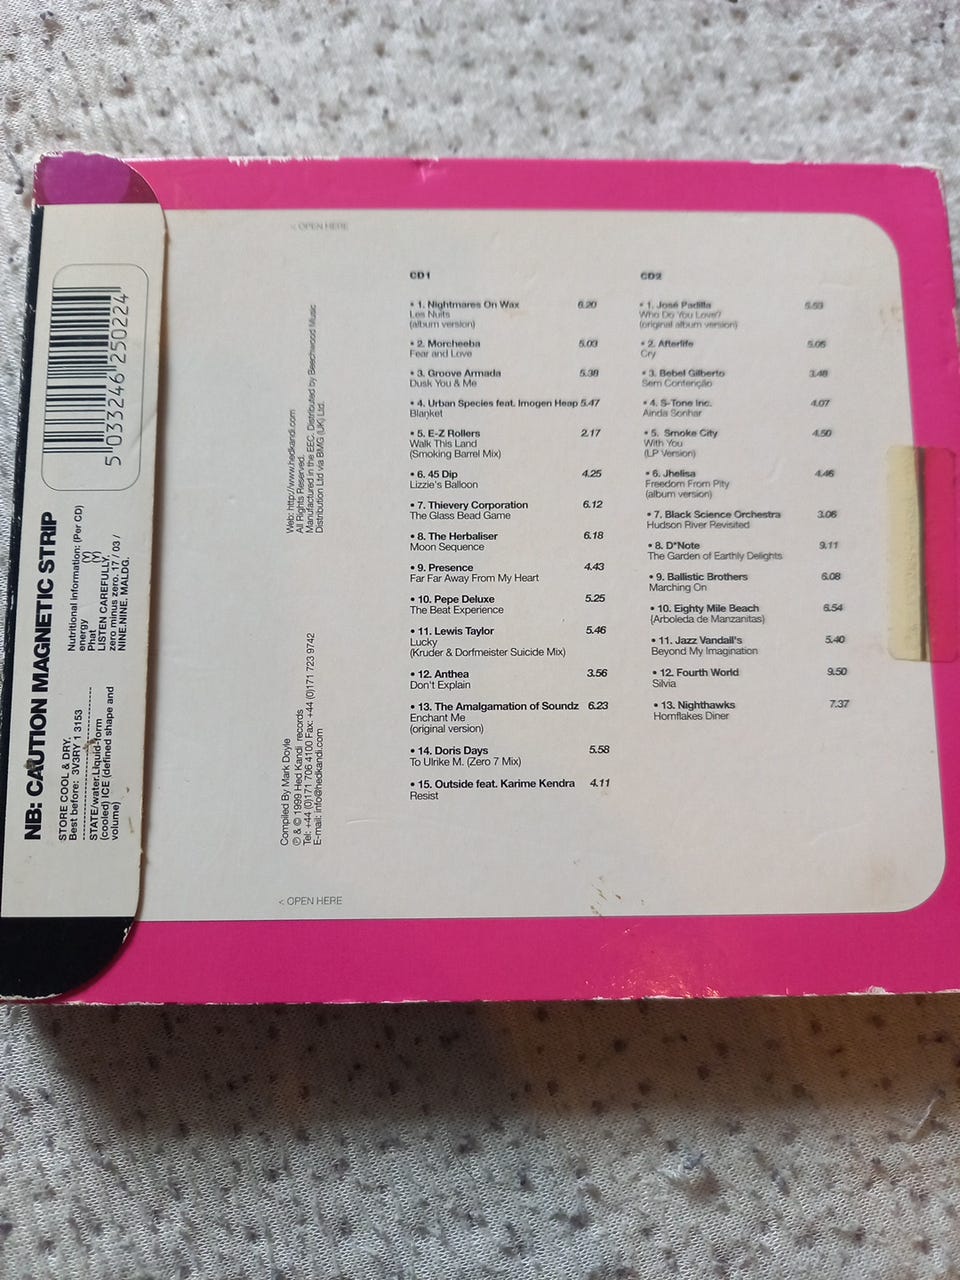 < OPEN HERE
CD1
• 1. Nightmares On Wax 6.20
Les Nuits
(album version)
• 2. Morcheeba 5.03
Fear and Love
• 3. Groove Armada 5.38
Dusk You & Me
• 4. Urban Species feat. Imogen Heap 5.47
Blanket
• 5. E-Z Rollers 2.17
Walk This Land
(Smoking Barrel Mix)
• 6. 45 Dip 4.25
Lizzie's Balloon
• 7. Thievery Corporation 6.12
The Glass Bead Game
• 8. The Herbaliser 6.18
Moon Sequence
• 9. Presence 4.43
Far Far Away From My Heart
• 10. Pepe Deluxe 5.25
The Beat Experience
• 11. Lewis Taylor 5.46
Lucky
(Kruder & Dorfmeister Suicide Mix)
• 12. Anthea 3.56
Don't Explain
• 13. The Amalgamation of Soundz 6.23
Enchant Me
(original version)
• 14. Doris Days 5.58
To Ulrike M. (Zero 7 Mix)
• 15. Outside feat. Karime Kendra 4.11
Resist
CD2
• 1. José Padilla 5.53
Who Do You Love?
(original album version)
• 2. Afterlife 5.05
Cry
• 3. Bebel Gilberto 3.48
Sem Contenção
• 4. S-Tone Inc. 4.07
Ainda Sonhar
• 5. Smoke City 4.50
With You
(LP Version)
• 6. Jhelisa 4.46
Freedom From Pity
(album version)
• 7. Black Science Orchestra 3.06
Hudson River Revisited
• 8. D*Note 9.11
The Garden of Earthly Delights
• 9. Ballistic Brothers 6.08
Marching On
• 10. Eighty Mile Beach 6.54
(Arboleda de Manzanitas)
• 11. Jazz Vandall's 5.40
Beyond My Imagination
• 12. Fourth World 9.50
Silvia
• 13. Nighthawks 7.37
Hornflakes Diner
< OPEN HERE
Compiled By Mark Doyle
℗ & © 1999 Hed Kandi records
Tel: +44 (0)171 706 4100 Fax: +44 (0)171 723 9742
E-mail: info@hedkandi.com
Web: http://www.hedkandi.com
All Rights Reserved.
Manufactured in the EEC. Distributed by Beechwood Music
Distribution Ltd via BMG (UK) Ltd.
NB: CAUTION MAGNETIC STRIP
STORE COOL & DRY.
Best before: 3V3RY 1 3153
STATE/water.Liquid-form
(cooled) ICE (defined shape and
volume)
Nutritional information: (Per CD)
energy (Y)
Phat (Y)
LISTEN CAREFULLY.
zero minus zero. 17 / 03 /
NINE.NINE. MALDG.
5 033246 250224